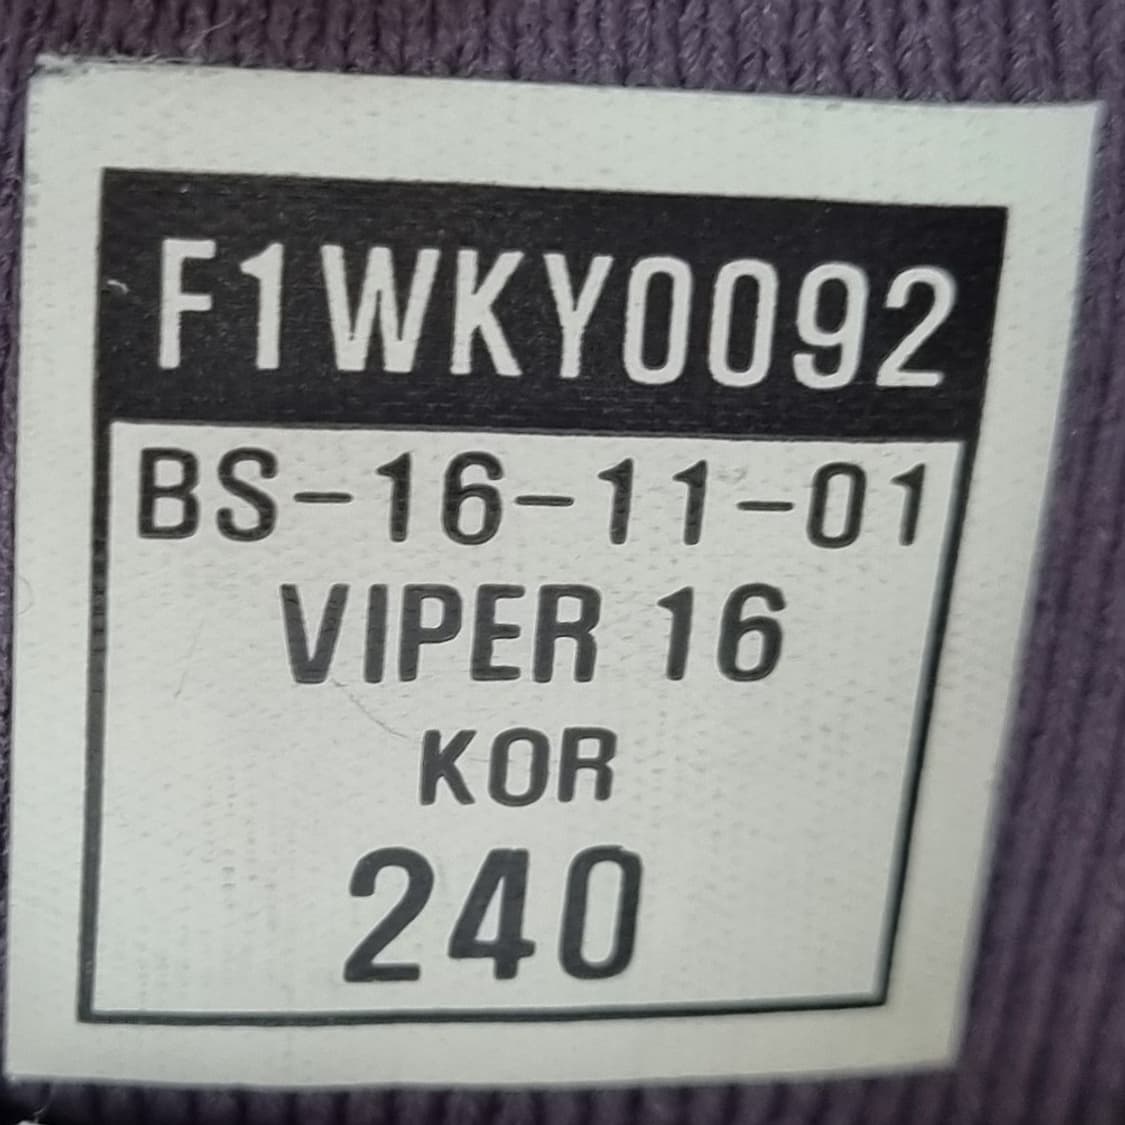 F1WKY0092
BS-16-11-01
VIPER 16
KOR
240